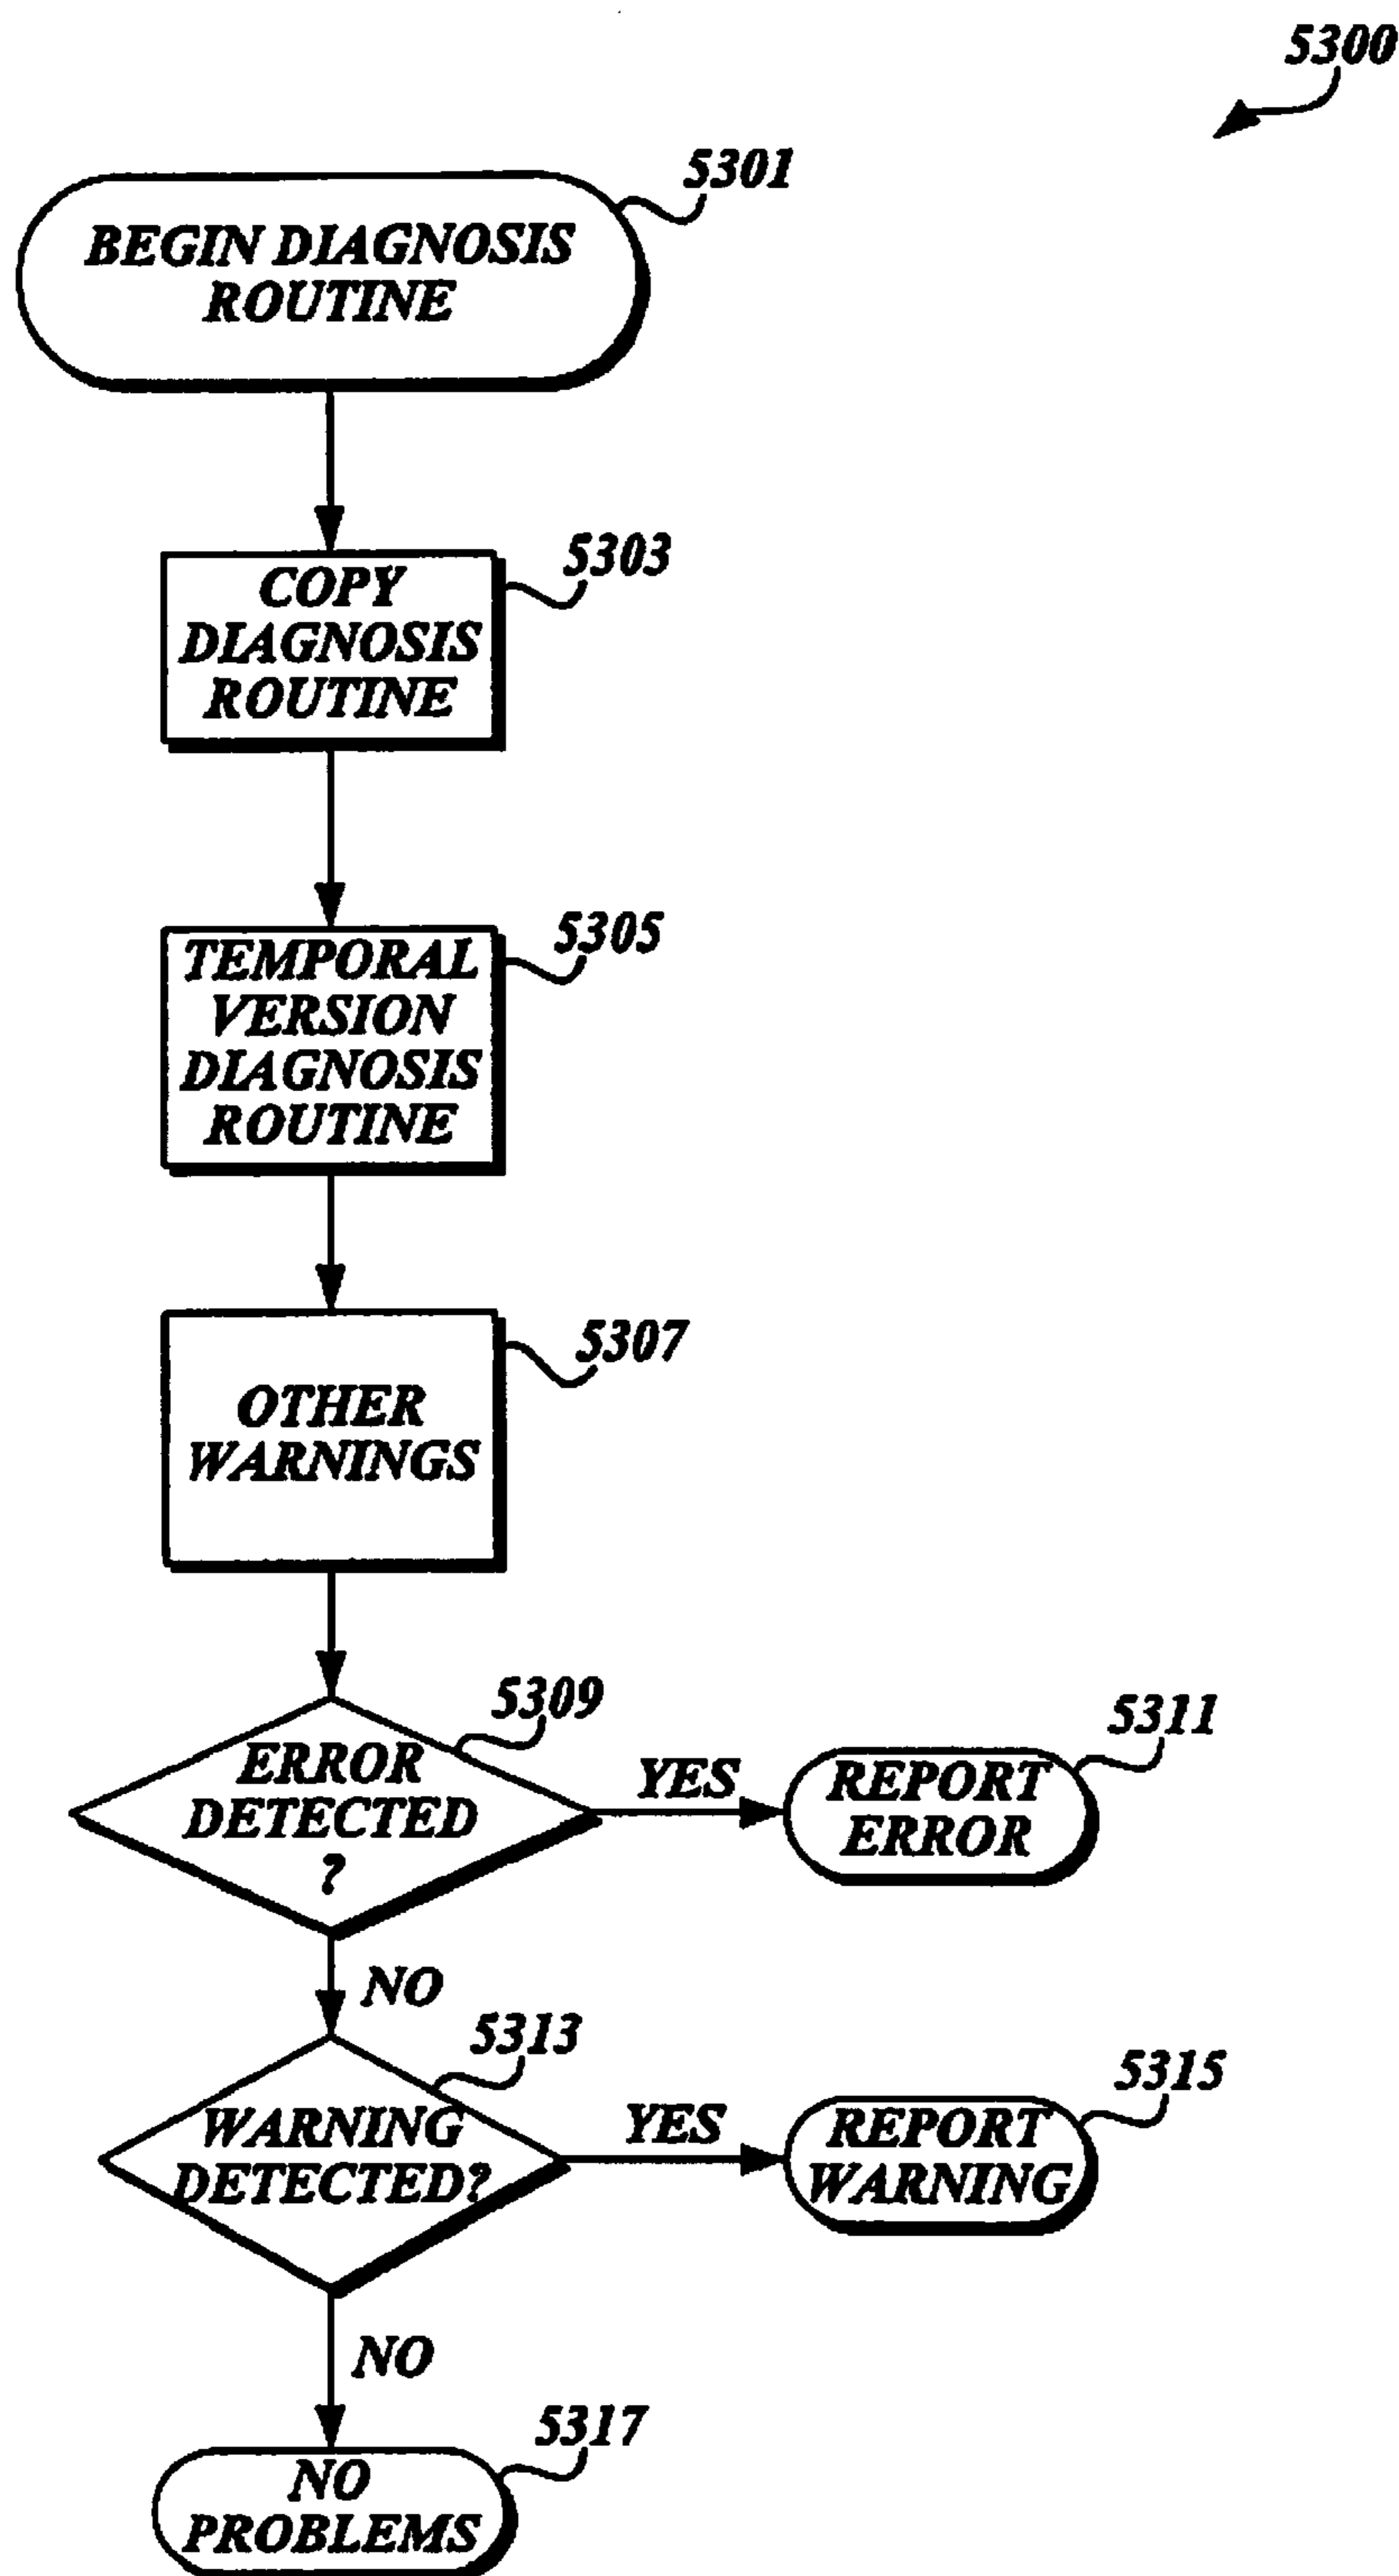 5300
5301
BEGIN DIAGNOSIS
ROUTINE
5303
COPY
DIAGNOSIS
ROUTINE
5305
TEMPORAL
VERSION
DIAGNOSIS
ROUTINE
5307
OTHER
WARNINGS
5309
ERROR
DETECTED
?
YES
5311
REPORT
ERROR
NO
5313
WARNING
DETECTED?
YES
5315
REPORT
WARNING
NO
5317
NO
PROBLEMS